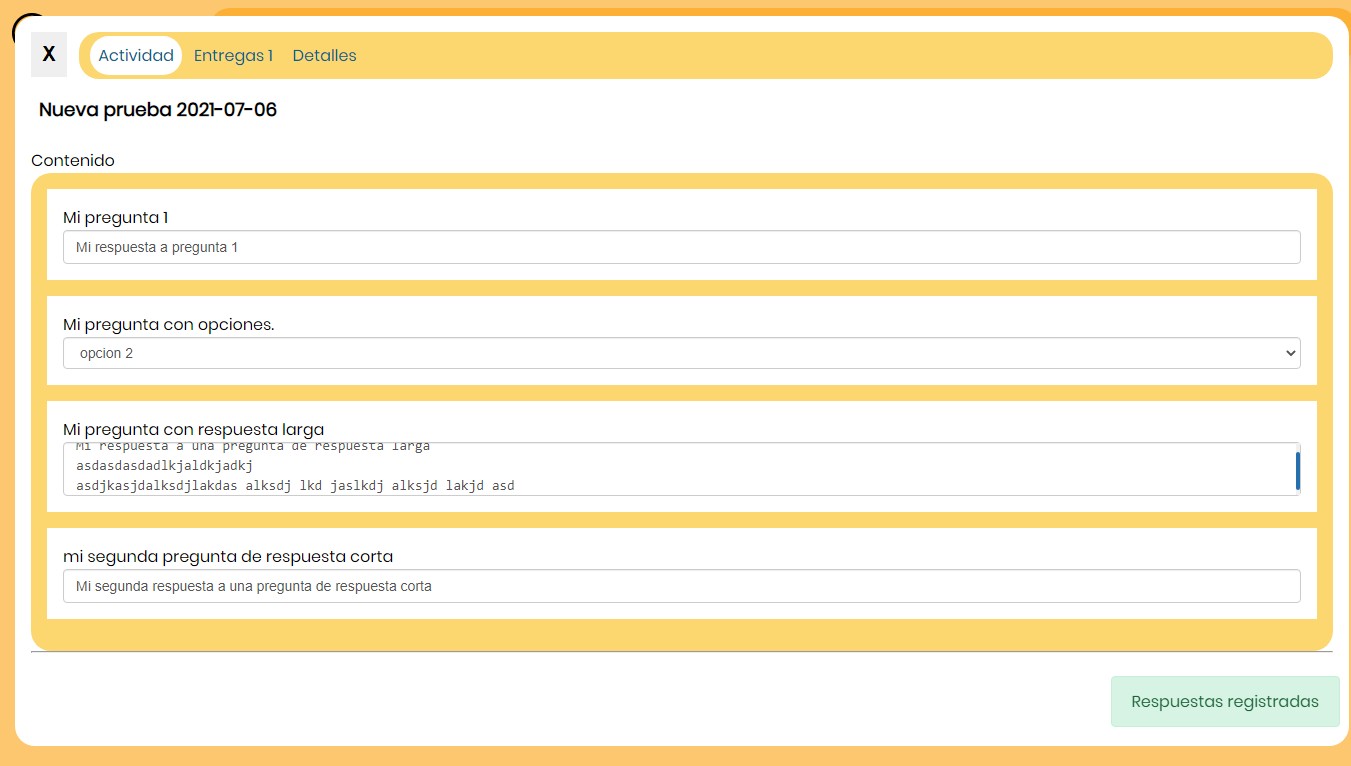 X
Actividad Entregas 1 Detalles
Nueva prueba 2021-07-06
Contenido
Mi pregunta 1
Mi respuesta a pregunta 1
Mi pregunta con opciones.
opcion 2
Mi pregunta con respuesta larga
Mi respuesta a una pregunta de respuesta larga
asdasdasdadlkjaldkjadkj
asdjkasjdalksdjlakdas alksdj lkd jaslkdj alksjd lakjd asd
mi segunda pregunta de respuesta corta
Mi segunda respuesta a una pregunta de respuesta corta
Respuestas registradas